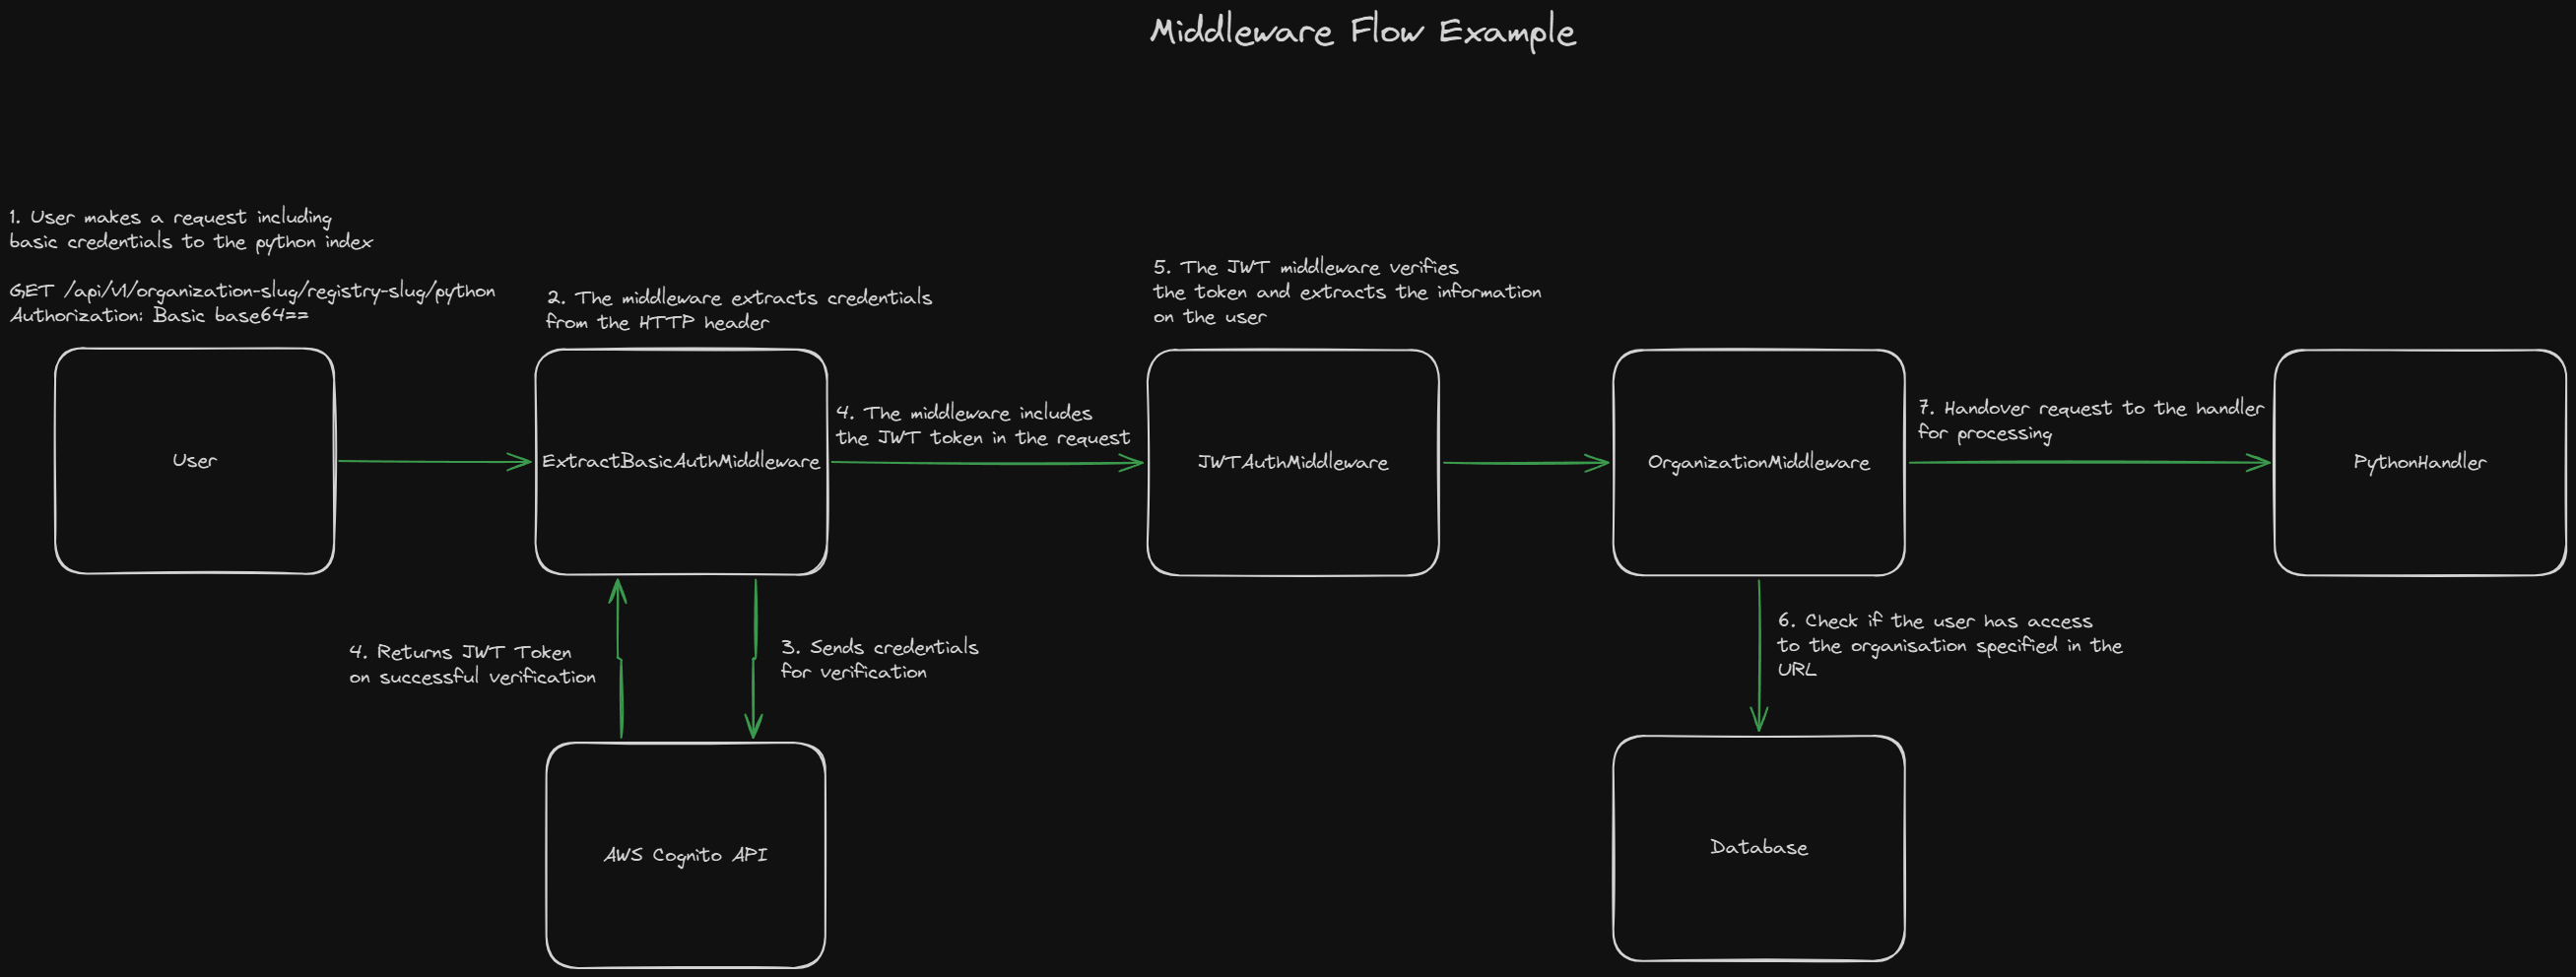 Middleware Flow Example
1. User makes a request including
basic credentials to the python index
GET /api/v1/organization-slug/registry-slug/python
Authorization: Basic base64==
2. The middleware extracts credentials
from the HTTP header
5. The JWT middleware verifies
the token and extracts the information
on the user
4. The middleware includes
the JWT token in the request
7. Handover request to the handler
for processing
User
ExtractBasicAuthMiddleware
JWTAuthMiddleware
OrganizationMiddleware
PythonHandler
4. Returns JWT Token
on successful verification
3. Sends credentials
for verification
6. Check if the user has access
to the organisation specified in the
URL
AWS Cognito API
Database